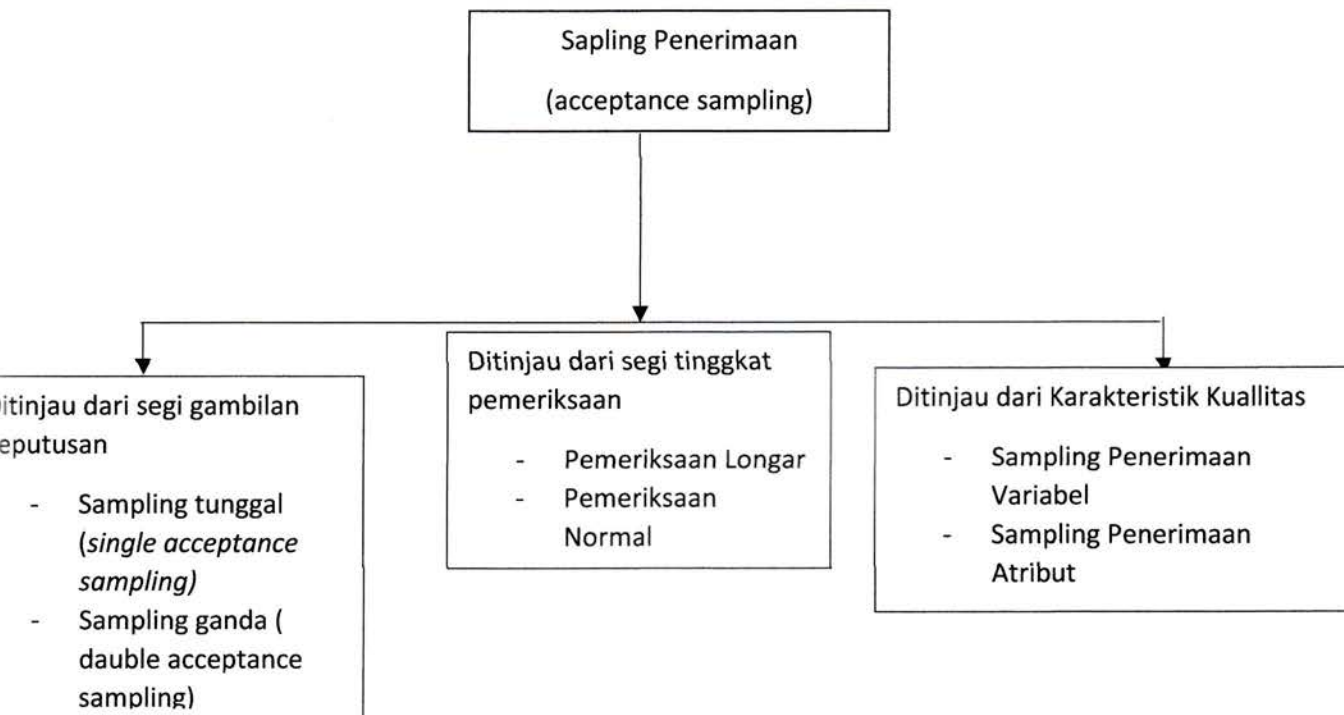 Sapling Penerimaan
(acceptance sampling)
itinjau dari segi gambilan
eputusan
- Sampling tunggal
(single acceptance
sampling)
- Sampling ganda (
dauble acceptance
sampling)
Ditinjau dari segi tinggkat
pemeriksaan
- Pemeriksaan Longar
- Pemeriksaan
Normal
Ditinjau dari Karakteristik Kuallitas
- Sampling Penerimaan
Variabel
- Sampling Penerimaan
Atribut